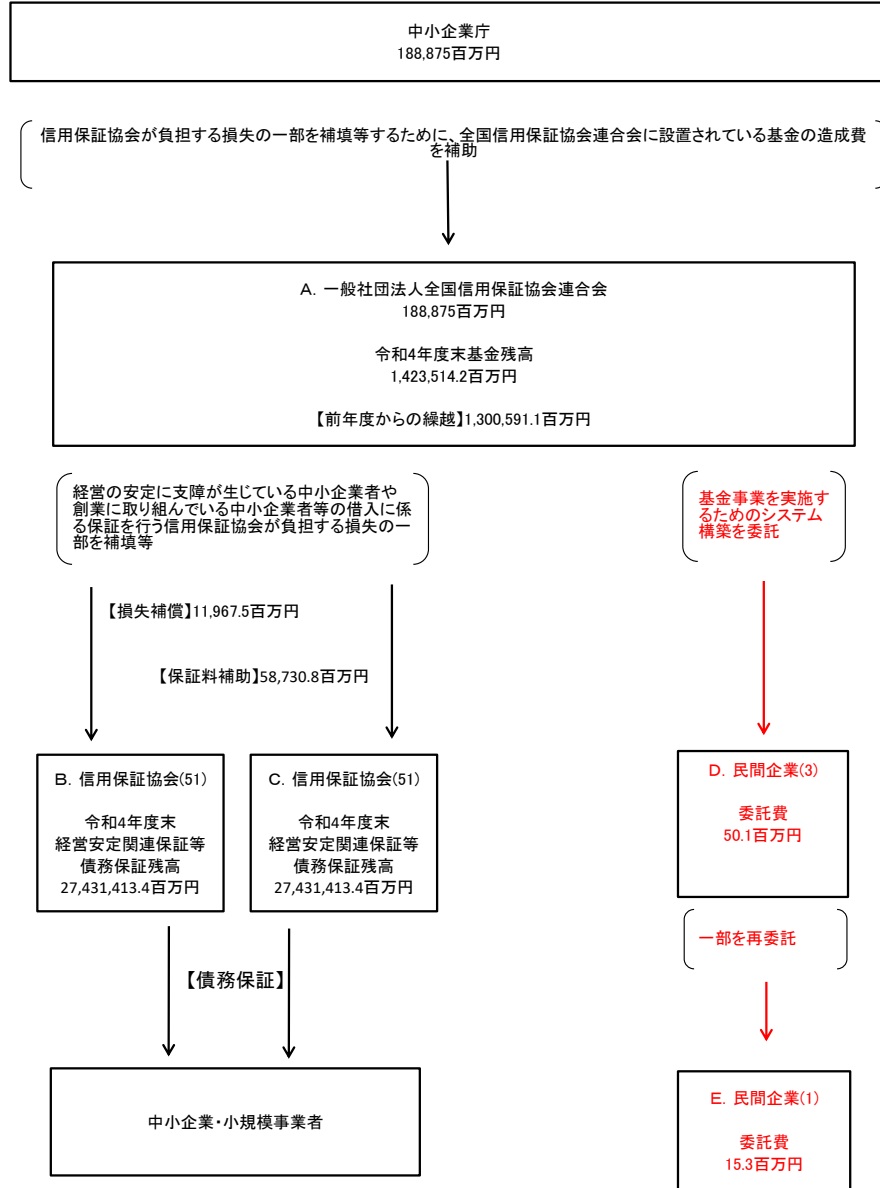 中小企業庁
188,875百万円
信用保証協会が負担する損失の一部を補填等するために、全国信用保証協会連合会に設置されている基金の造成費
を補助
A. 一般社団法人全国信用保証協会連合会
188,875百万円
令和4年度末基金残高
1,423,514.2百万円
【前年度からの繰越】1,300,591.1百万円
経営の安定に支障が生じている中小企業者や
創業に取り組んでいる中小企業者等の借入に係
る保証を行う信用保証協会が負担する損失の一
部を補填等
基金事業を実施す
るためのシステム
構築を委託
【損失補償】11,967.5百万円
【保証料補助】58,730.8百万円
B. 信用保証協会(51)
令和4年度末
経営安定関連保証等
債務保証残高
27,431,413.4百万円
C. 信用保証協会(51)
令和4年度末
経営安定関連保証等
債務保証残高
27,431,413.4百万円
D. 民間企業(3)
委託費
50.1百万円
一部を再委託
【債務保証】
中小企業・小規模事業者
E. 民間企業(1)
委託費
15.3百万円